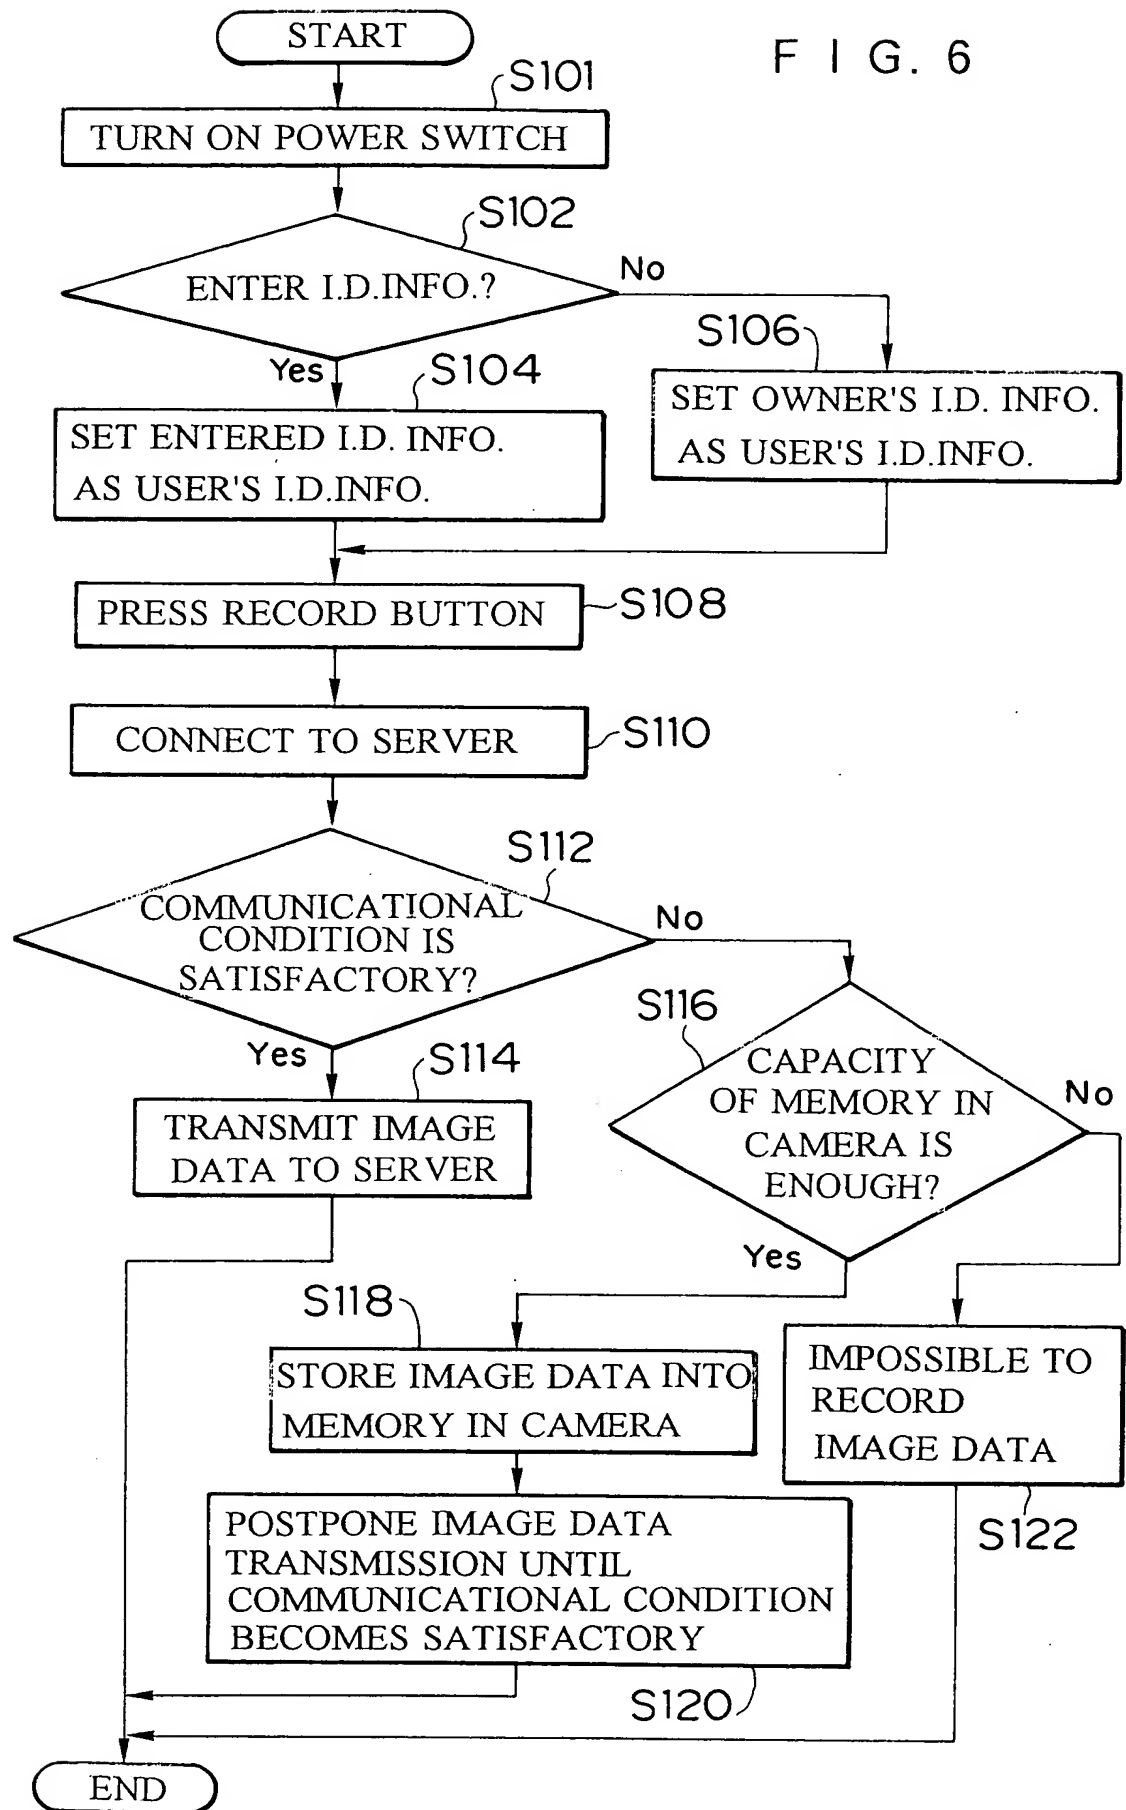 START
F I G. 6
S101
TURN ON POWER SWITCH
S102
ENTER I.D.INFO.?
No
S106
Yes
S104
SET OWNER'S I.D. INFO.
AS USER'S I.D.INFO.
SET ENTERED I.D. INFO.
AS USER'S I.D.INFO.
PRESS RECORD BUTTON
S108
CONNECT TO SERVER
S110
S112
COMMUNICATIONAL
CONDITION IS
SATISFACTORY?
No
S116
Yes
S114
CAPACITY
OF MEMORY IN
CAMERA IS
ENOUGH?
No
TRANSMIT IMAGE
DATA TO SERVER
Yes
S118
STORE IMAGE DATA INTO
MEMORY IN CAMERA
IMPOSSIBLE TO
RECORD
IMAGE DATA
S122
POSTPONE IMAGE DATA
TRANSMISSION UNTIL
COMMUNICATIONAL CONDITION
BECOMES SATISFACTORY
S120
END